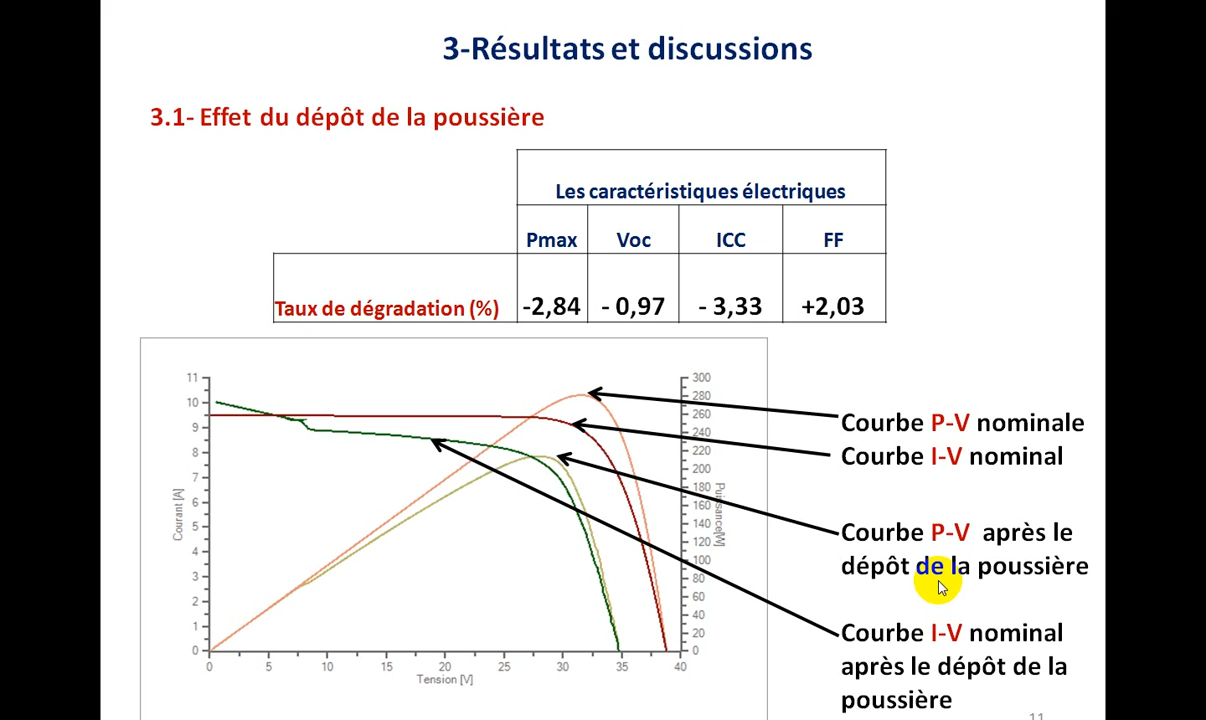 3-Résultats et discussions
3.1- Effet du dépôt de la poussière
Les caractéristiques électriques
Pmax Voc ICC FF
Taux de dégradation (%) -2,84 - 0,97 - 3,33 +2,03
11
10
9
8
7
6
5
4
3
2
1
0
Courant [A]
0 5 10 15 20 25 30 35 40
Tension [V]
300
280
260
240
220
200
180
160
140
120
100
80
60
40
20
0
Puissance[W]
Courbe P-V nominale
Courbe I-V nominal
Courbe P-V après le
dépôt de la poussière
Courbe I-V nominal
après le dépôt de la
poussière
11